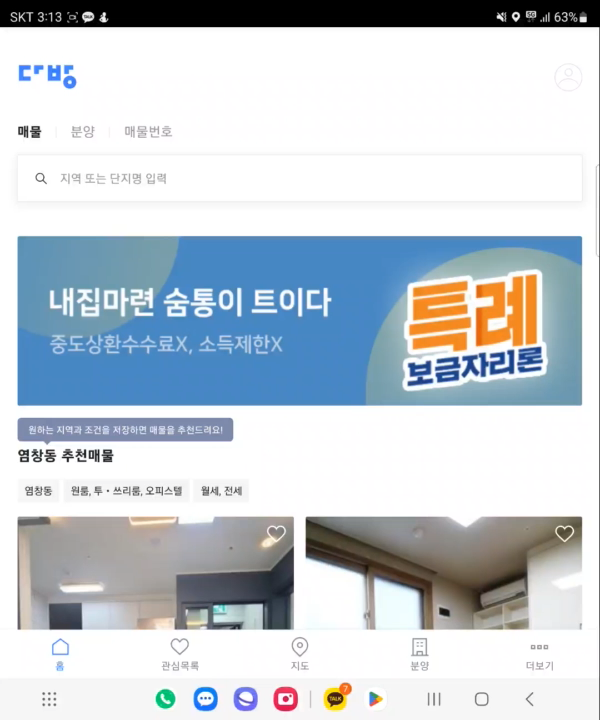 SKT 3:13
5G
63%
다방
매물
분양
매물번호
지역 또는 단지명 입력
내집마련 숨통이 트이다
중도상환수수료X, 소득제한X
특례
보금자리론
원하는 지역과 조건을 저장하면 매물을 추천드려요!
염창동 추천매물
염창동
원룸, 투・쓰리룸, 오피스텔
월세, 전세
홈
관심목록
지도
분양
더보기
TALK
7